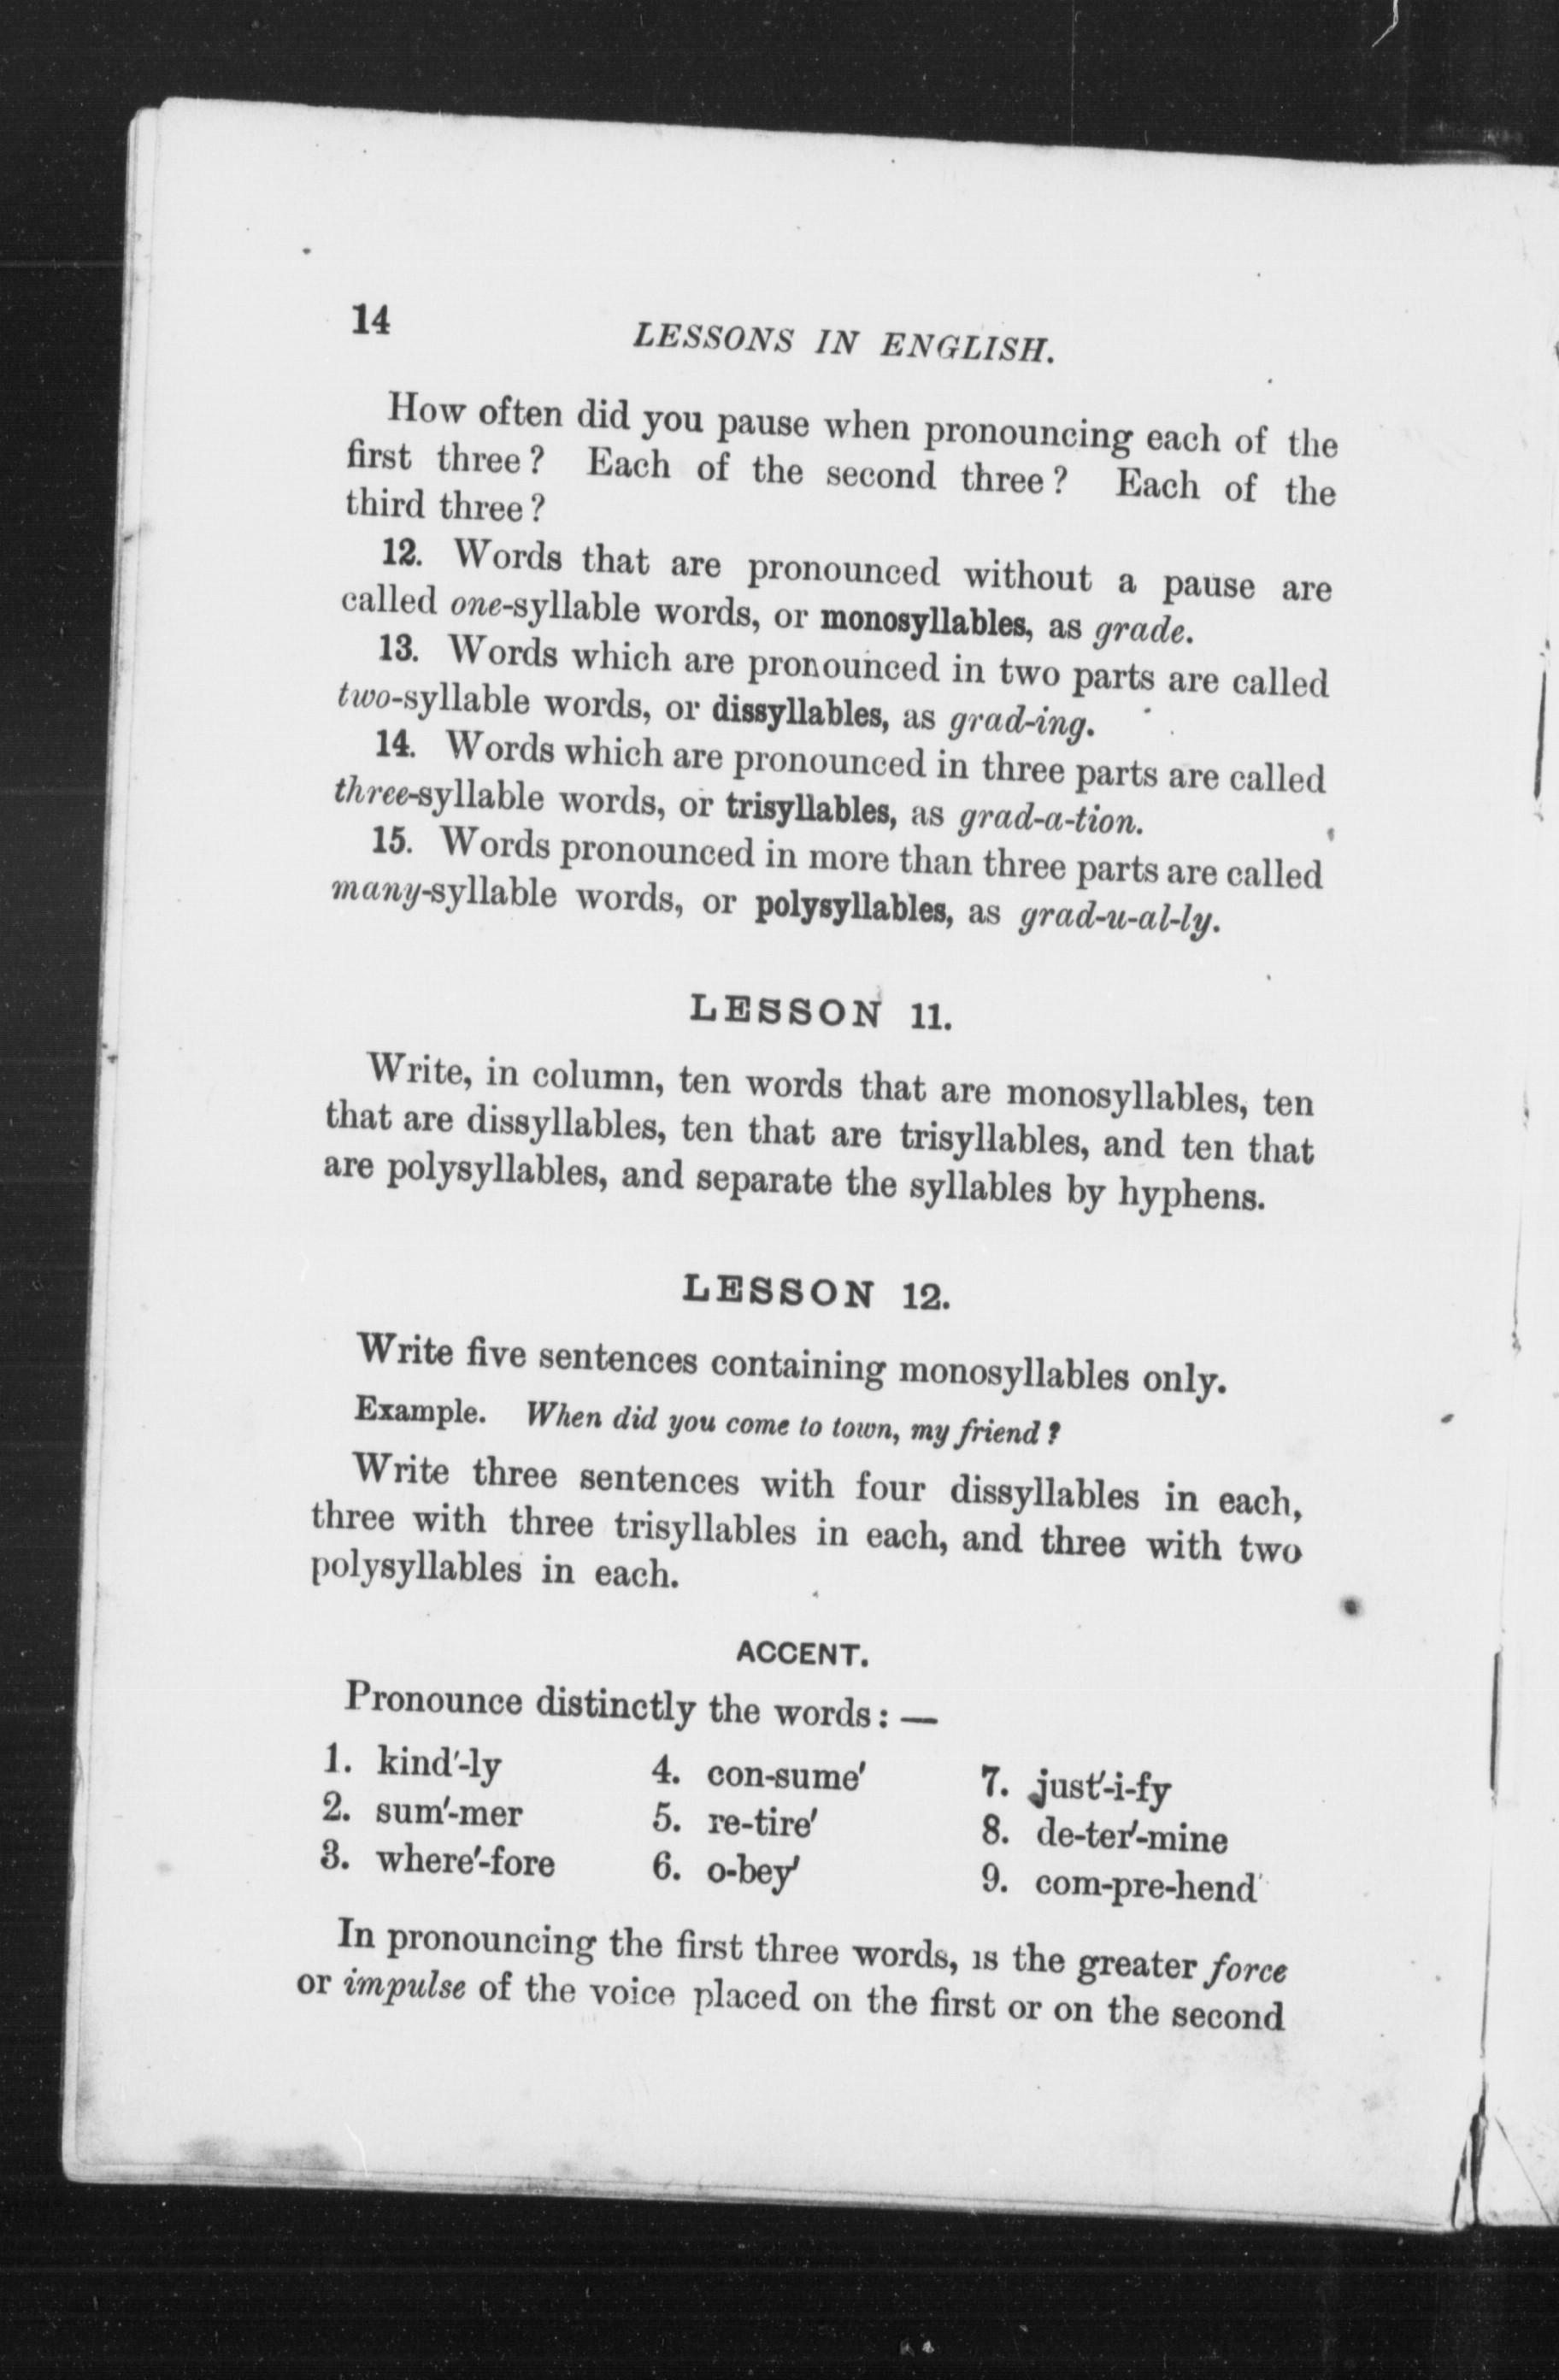 14
LESSONS IN ENGLISH.
How often did you pause when pronouncing each of the
first three? Each of the second three? Each of the
third three?
12. Words that are pronounced without a pause are
called one-syllable words, or monosyllables, as grade.
13. Words which are pronounced in two parts are called
two-syllable words, or dissyllables, as grad-ing.
14. Words which are pronounced in three parts are called
three-syllable words, or trisyllables, as grad-a-tion.
15. Words pronounced in more than three parts are called
many-syllable words, or polysyllables, as grad-u-al-ly.
LESSON 11.
Write, in column, ten words that are monosyllables, ten
that are dissyllables, ten that are trisyllables, and ten that
are polysyllables, and separate the syllables by hyphens.
LESSON 12.
Write five sentences containing monosyllables only.
Example. When did you come to town, my friend?
Write three sentences with four dissyllables in each,
three with three trisyllables in each, and three with two
polysyllables in each.
ACCENT.
Pronounce distinctly the words: —
1. kind'-ly 4. con-sume' 7. just'-i-fy
2. sum'-mer 5. re-tire' 8. de-ter'-mine
3. where'-fore 6. o-bey' 9. com-pre-hend'
In pronouncing the first three words, is the greater force
or impulse of the voice placed on the first or on the second